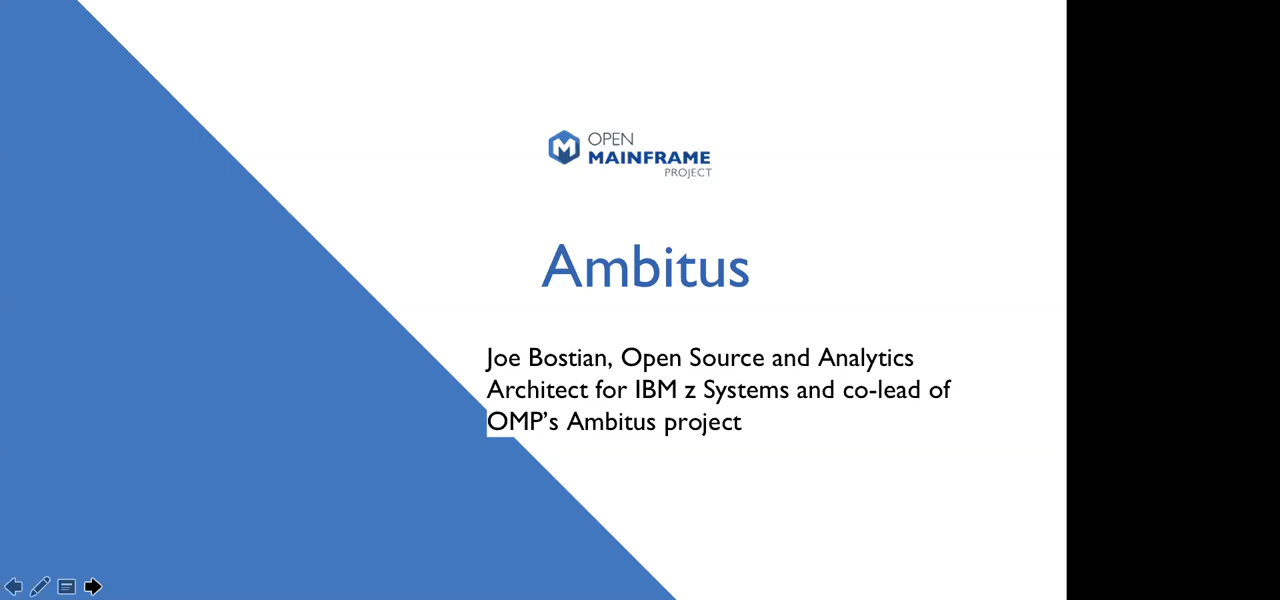 OPEN
MAINFRAME
PROJECT
Ambitus
Joe Bostian, Open Source and Analytics
Architect for IBM z Systems and co-lead of
OMP’s Ambitus project